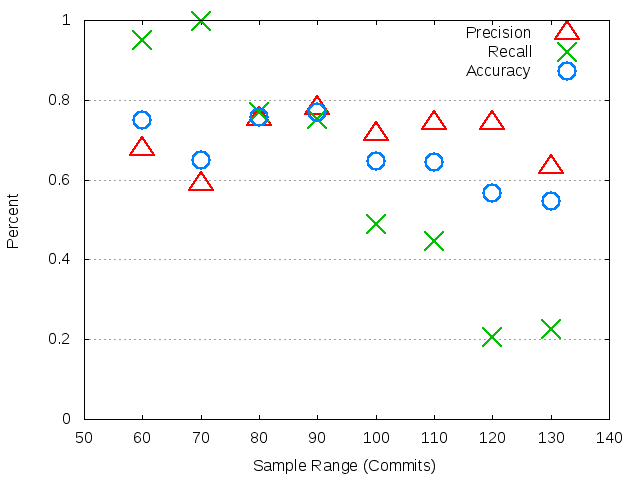 1
Precision
Recall
Accuracy
0.8
0.6
0.4
0.2
0
Percent
50 60 70 80 90 100 110 120 130 140
Sample Range (Commits)